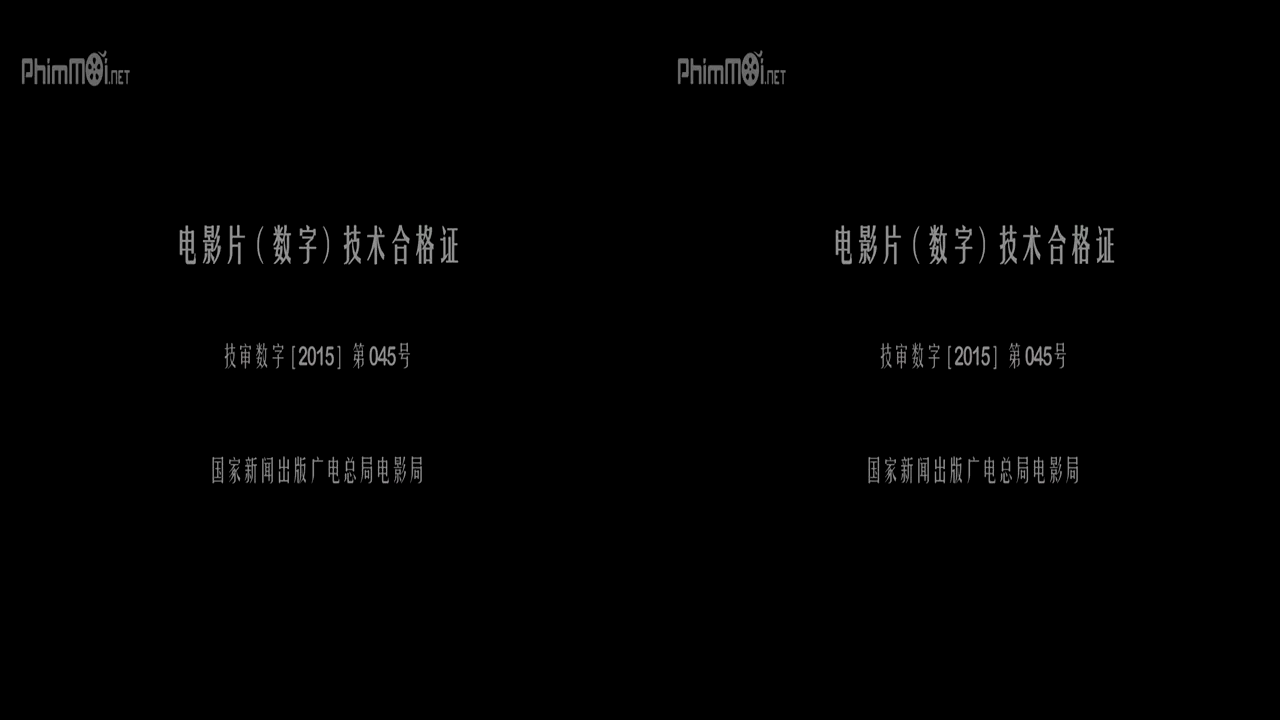 PhimMỗi.NET PhimMỗi.NET
电影片（数字）技术合格证 电影片（数字）技术合格证
技审数字［2015］第045号 技审数字［2015］第045号
国家新闻出版广电总局电影局 国家新闻出版广电总局电影局